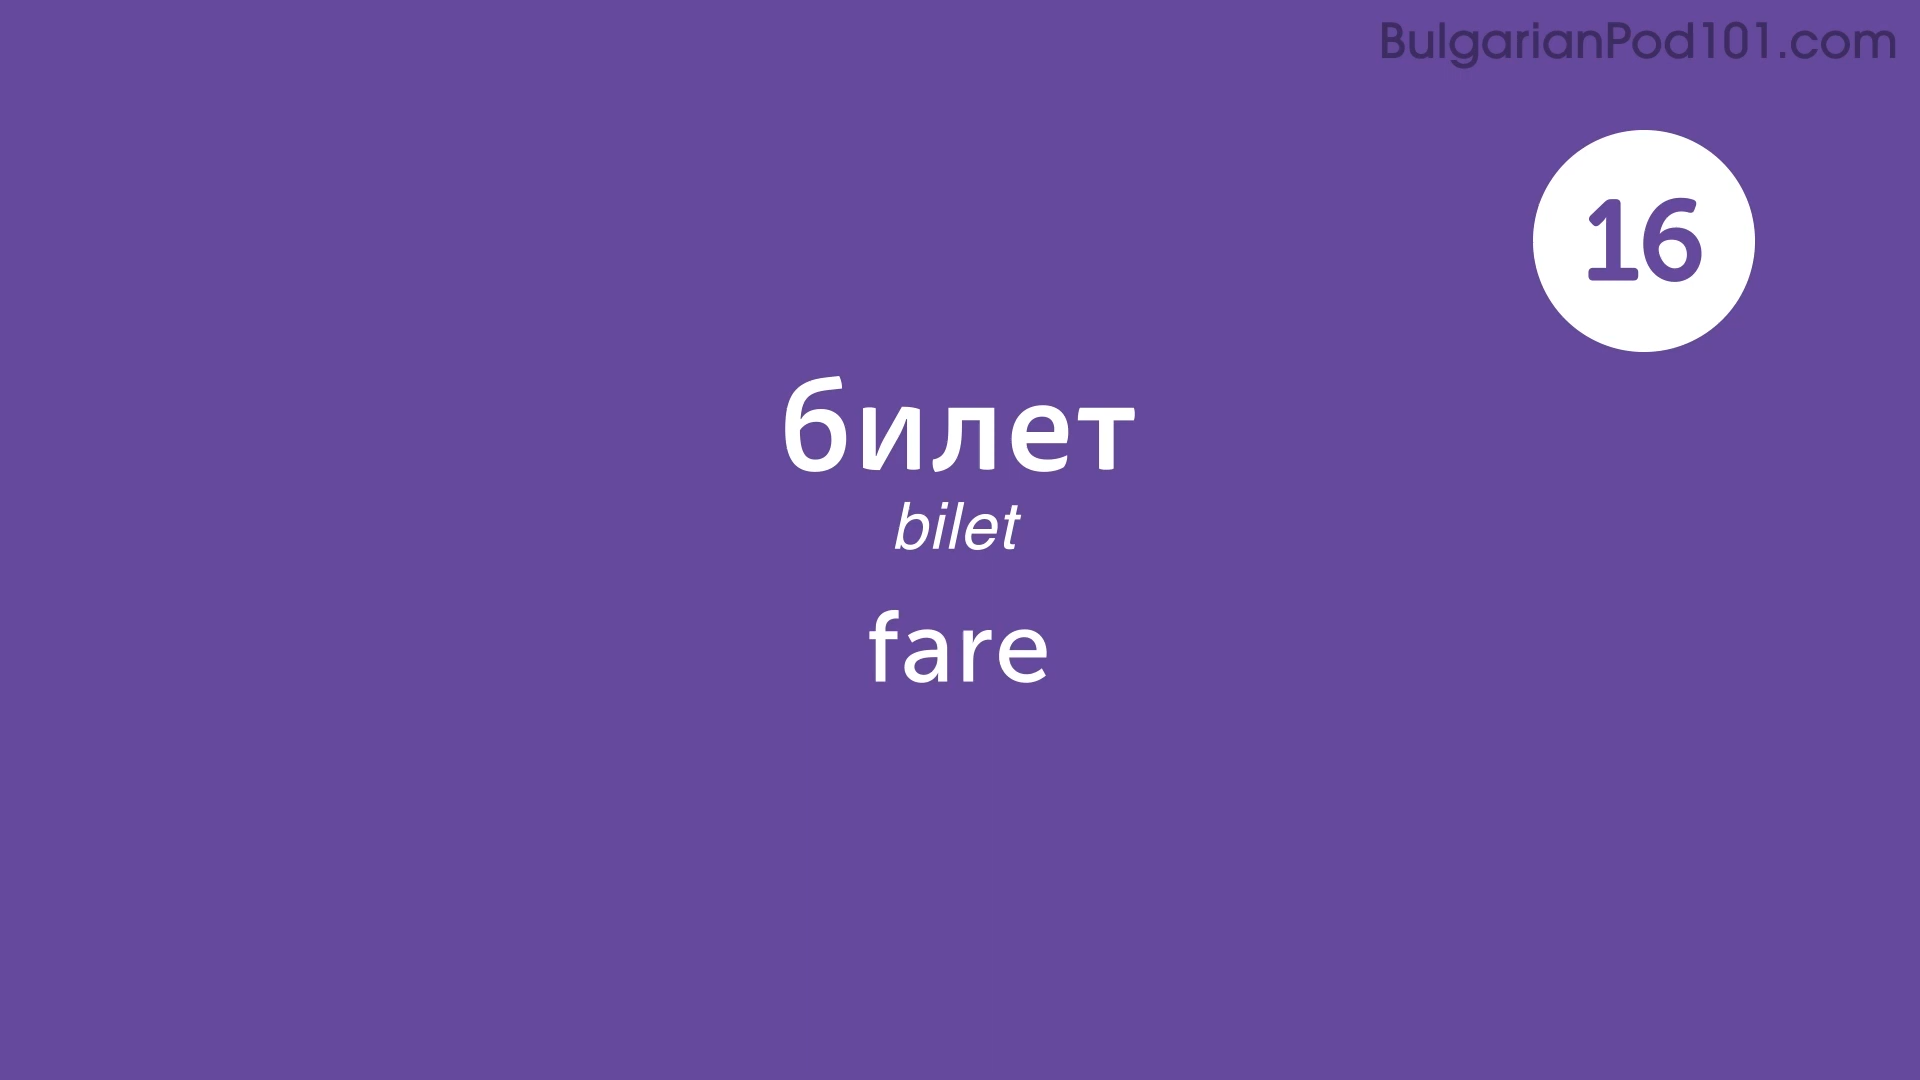 BulgarianPod101.com
16
билет
bilet
fare